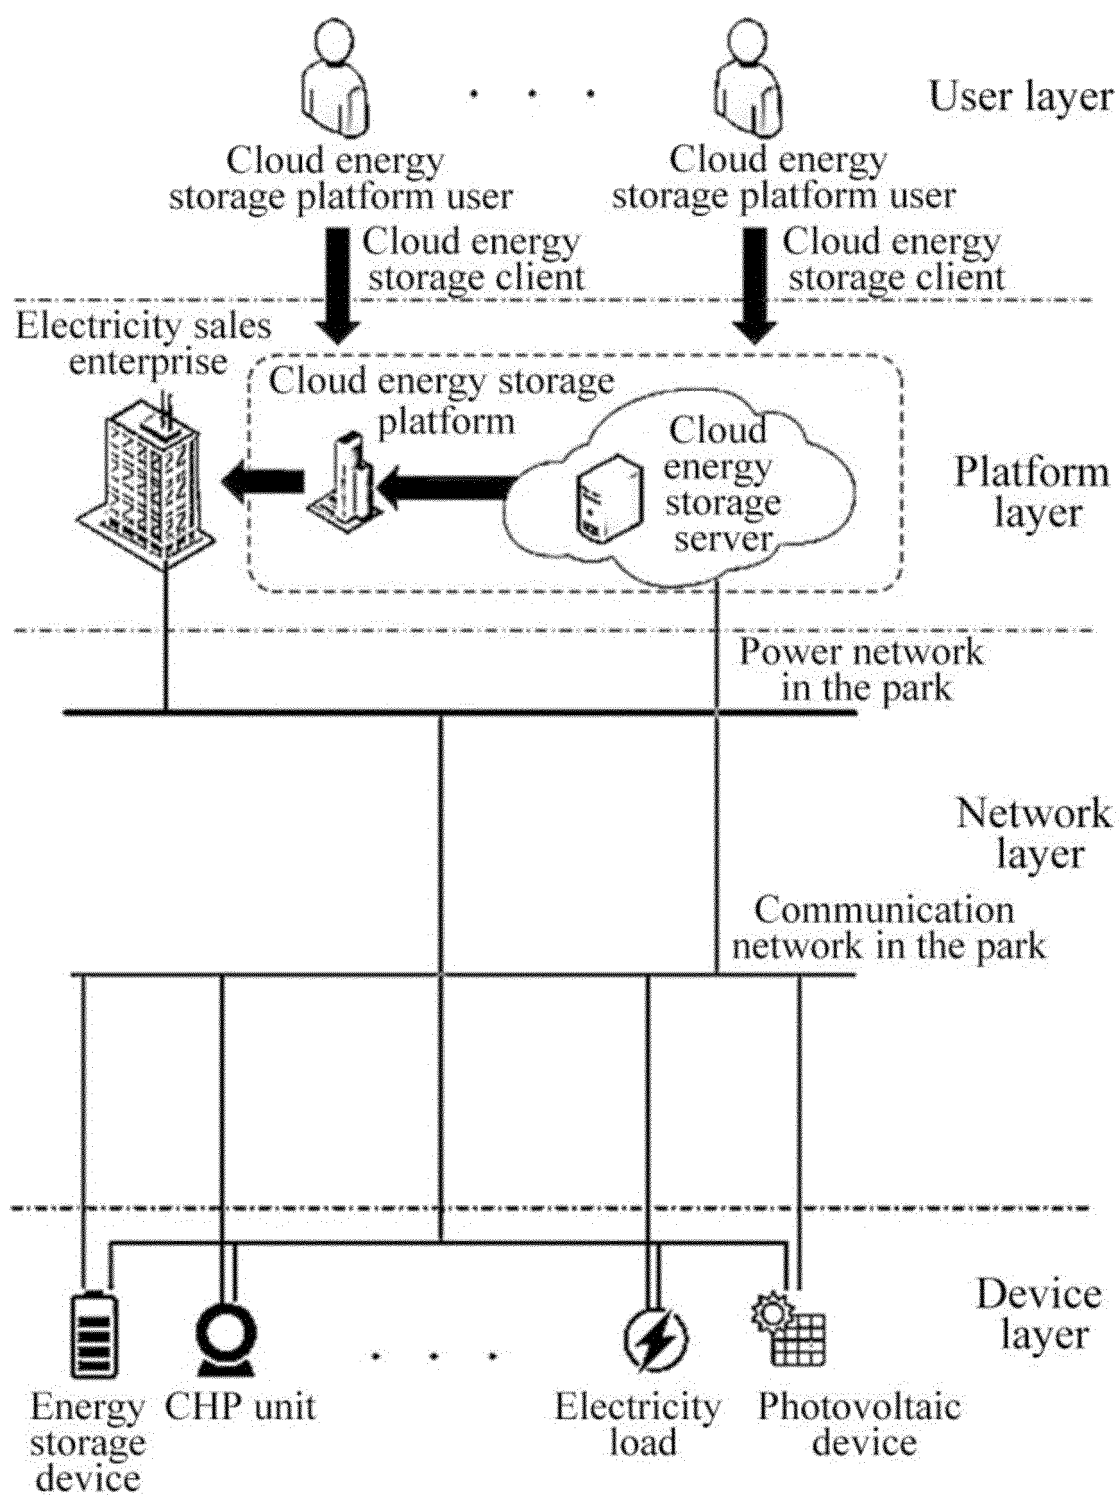 User layer
Cloud energy
storage platform user
Cloud energy
storage platform user
Cloud energy
storage client
Cloud energy
storage client
Electricity sales
enterprise
Cloud energy storage
platform
Cloud
energy
storage
server
Platform
layer
Power network
in the park
Network
layer
Communication
network in the park
Device
layer
Energy
storage
device
CHP unit
Electricity
load
Photovoltaic
device